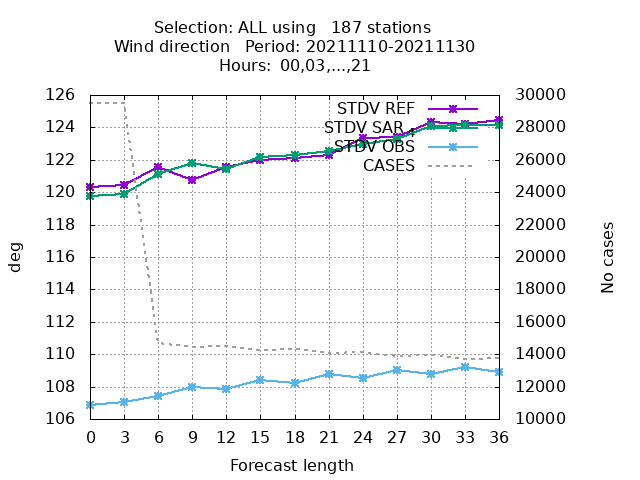 Selection: ALL using   187 stations
Wind direction   Period: 20211110-20211130
Hours: 00,03,...,21
126 30000
STDV REF
124 28000
STDV SAR
STDV OBS
122 26000
CASES
120 24000
118 22000
116 20000
114 18000
112 16000
110 14000
108 12000
106 10000
deg
No cases
0 3 6 9 12 15 18 21 24 27 30 33 36
Forecast length